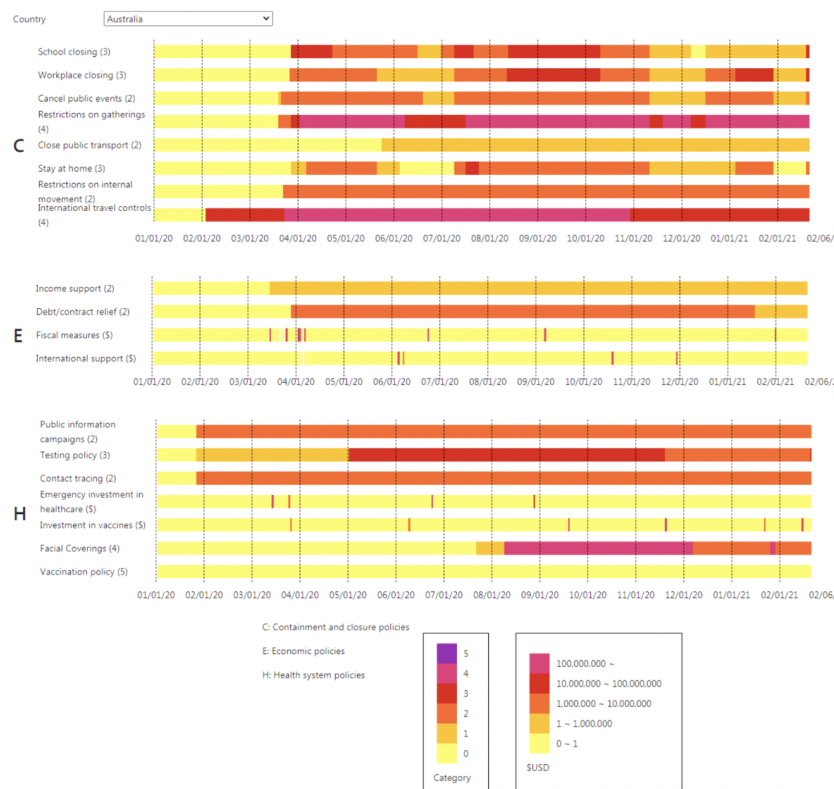 Country
Australia
School closing (3)
Workplace closing (3)
Cancel public events (2)
Restrictions on gatherings
(4)
C
Close public transport (2)
Stay at home (3)
Restrictions on internal
movement (2)
International travel controls
(4)
01/01/20 02/01/20 03/01/20 04/01/20 05/01/20 06/01/20 07/01/20 08/01/20 09/01/20 10/01/20 11/01/20 12/01/20 01/01/21 02/01/21 02/06/
Income support (2)
Debt/contract relief (2)
E
Fiscal measures ($)
International support ($)
01/01/20 02/01/20 03/01/20 04/01/20 05/01/20 06/01/20 07/01/20 08/01/20 09/01/20 10/01/20 11/01/20 12/01/20 01/01/21 02/01/21 02/06/
Public information
campaigns (2)
Testing policy (3)
Contact tracing (2)
Emergency investment in
healthcare ($)
H
Investment in vaccines ($)
Facial Coverings (4)
Vaccination policy (5)
01/01/20 02/01/20 03/01/20 04/01/20 05/01/20 06/01/20 07/01/20 08/01/20 09/01/20 10/01/20 11/01/20 12/01/20 01/01/21 02/01/21 02/06/
C: Containment and closure policies
E: Economic policies
H: Health system policies
5
4
3
2
1
0
Category
100,000,000 ~
10,000,000 ~ 100,000,000
1,000,000 ~ 10,000,000
1 ~ 1,000,000
0 ~ 1
$USD